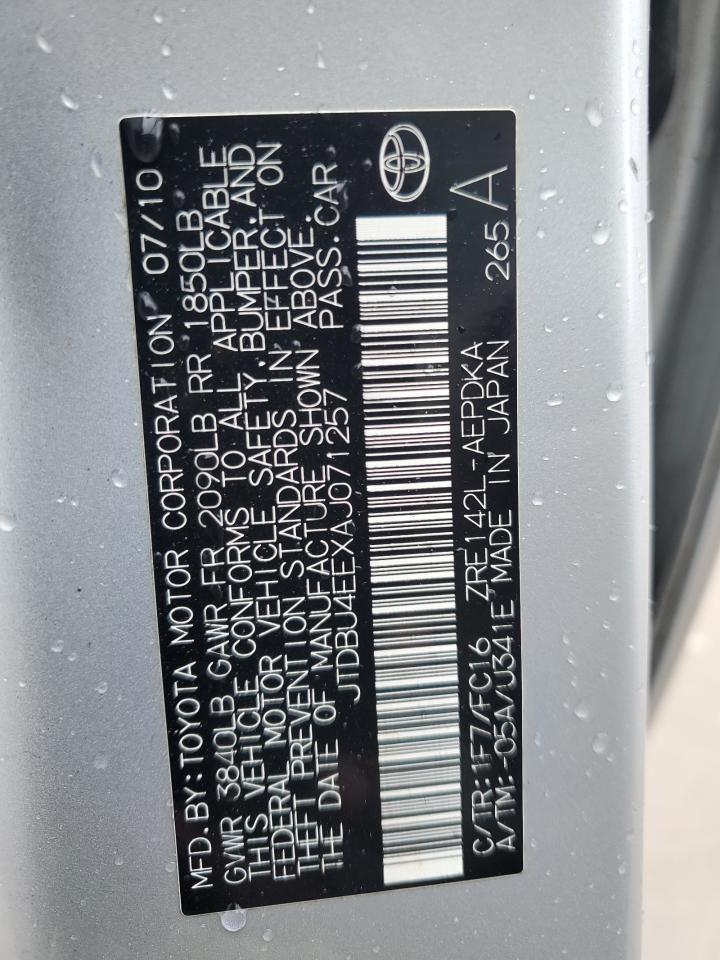 MFD.BY:TOYOTA MOTOR CORPORATION 07/10
GVWR 3840LB GAWR FR 2090LB RR 1850LB
THIS VEHICLE CONFORMS TO ALL APPLICABLE
FEDERAL MOTOR VEHICLE SAFETY, BUMPER, AND
THEFT PREVENTION STANDARDS IN EFFECT ON
THE DATE OF MANUFACTURE SHOWN ABOVE.
JTDBU4EEXAJ071257 PASS.CAR
C/TR:1F7/FC16 ZRE142L-AEPDKA 265 A
A/TM:-05A/U341E MADE IN JAPAN